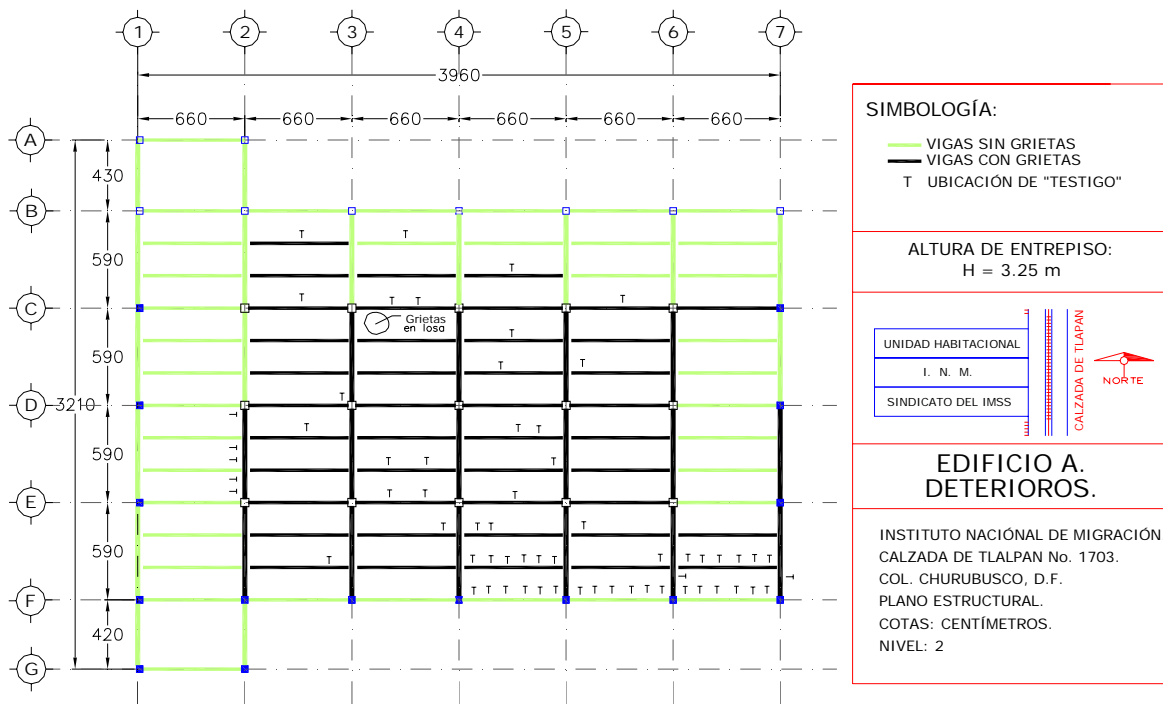 1 2 3 4 5 6 7
3960
660 660 660 660 660 660
A
430
B
590
C
590
D
3210
590
E
590
F
420
G
T T
T
T T T T
Grietas
en losa
T
T T
T
T
T T T
T T
T T T
T T
T T T
T T T T
T T T T T T T T T T T T T T
T T
T T T T T T T T T T T T T T T T T T
SIMBOLOGÍA:
VIGAS SIN GRIETAS
VIGAS CON GRIETAS
T UBICACIÓN DE "TESTIGO"
ALTURA DE ENTREPISO:
H = 3.25 m
UNIDAD HABITACIONAL
I. N. M.
SINDICATO DEL IMSS
CALZADA DE TLALPAN
NORTE
EDIFICIO A.
DETERIOROS.
INSTITUTO NACIÓNAL DE MIGRACIÓN
CALZADA DE TLALPAN No. 1703.
COL. CHURUBUSCO, D.F.
PLANO ESTRUCTURAL.
COTAS: CENTÍMETROS.
NIVEL: 2